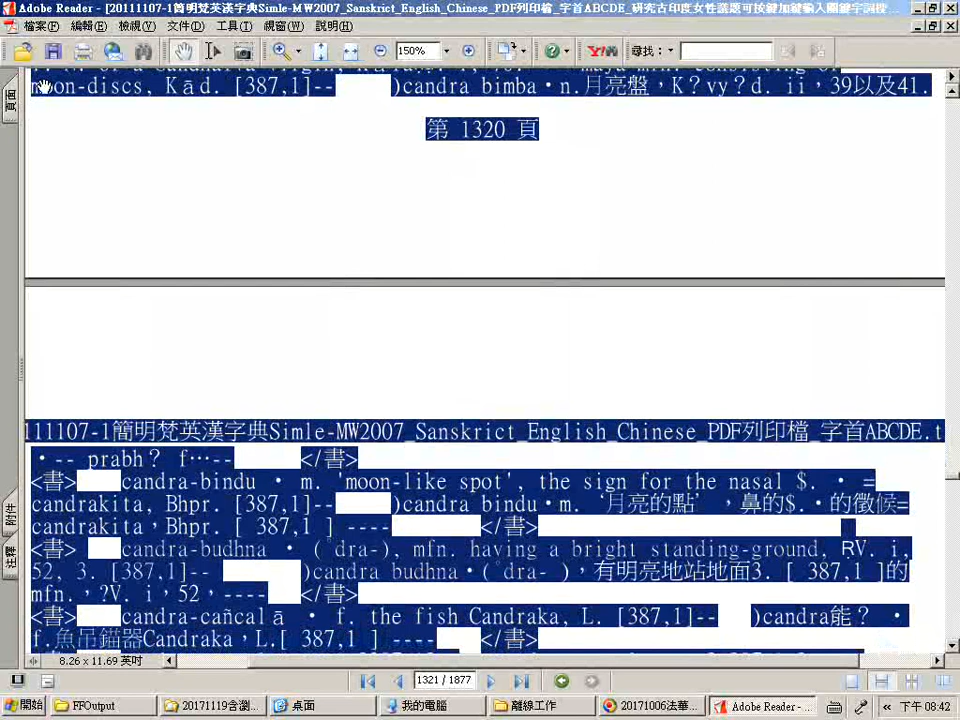 Adobe Reader - [20111107-1簡明梵英漢字典Simle-MW2007_Sanskrict_English_Chinese_PDF列印檔_字首ABCDE_研究古印度女性議題可按鍵加鍵輸入關鍵字詞搜...
檔案(F) 編輯(E) 檢視(V) 文件(D) 工具(T) 視窗(W) 說明(H)
150% Y! 尋找:
頁面
moon-discs, Kād. [387,1]-- )candra bimba·n.月亮盤，K？vy？d. ii，39以及41.
第 1320 頁
111107-1簡明梵英漢字典Simle-MW2007_Sanskrict_English_Chinese_PDF列印檔_字首ABCDE.t
·-- prabh？ f…-- </書>
<書> candra-bindu · m. 'moon-like spot', the sign for the nasal $. · =
candrakita, Bhpr. [387,1]-- )candra bindu·m.‘月亮的點’，鼻的$.·的徵候=
candrakita，Bhpr. [ 387,1 ] ---- </書>
<書> candra-budhna · (˚dra-), mfn. having a bright standing-ground, RV. i,
52, 3. [387,1]-- )candra budhna·(˚dra- )，有明亮地站地面3. [ 387,1 ]的
mfn.，?V. i，52，---- </書>
<書> candra-cañcalā · f. the fish Candraka, L. [387,1]-- )candra能？ ·
f.魚吊錨器Candraka，L.[ 387,1 ] ---- </書>
附件
注釋
8.26 x 11.69 英吋
1321 / 1877
開始 FFOutput 20171119含瀏... 桌面 我的電腦 離線工作 20171006法華... Adobe Reader - [... 下午 08:42